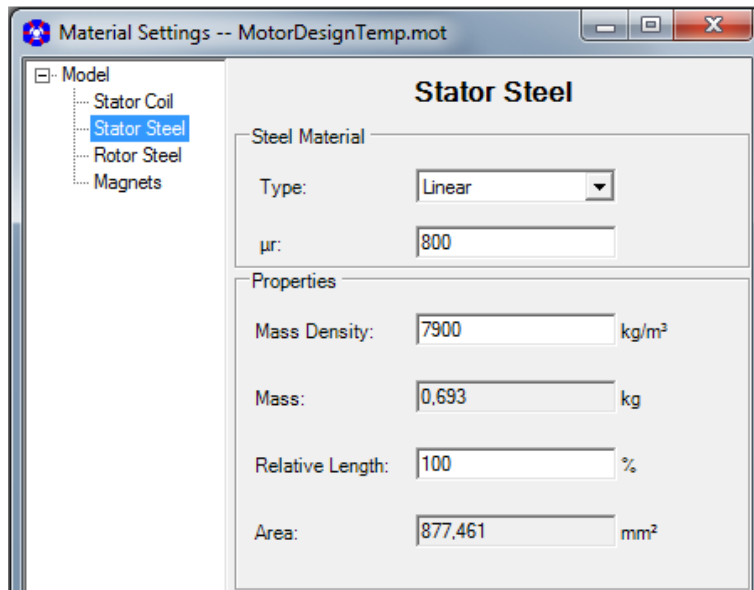 Material Settings -- MotorDesignTemp.mot
Model
Stator Coil
Stator Steel
Rotor Steel
Magnets
Stator Steel
Steel Material
Type: Linear
µr: 800
Properties
Mass Density: 7900 kg/m³
Mass: 0,693 kg
Relative Length: 100 %
Area: 877,461 mm²